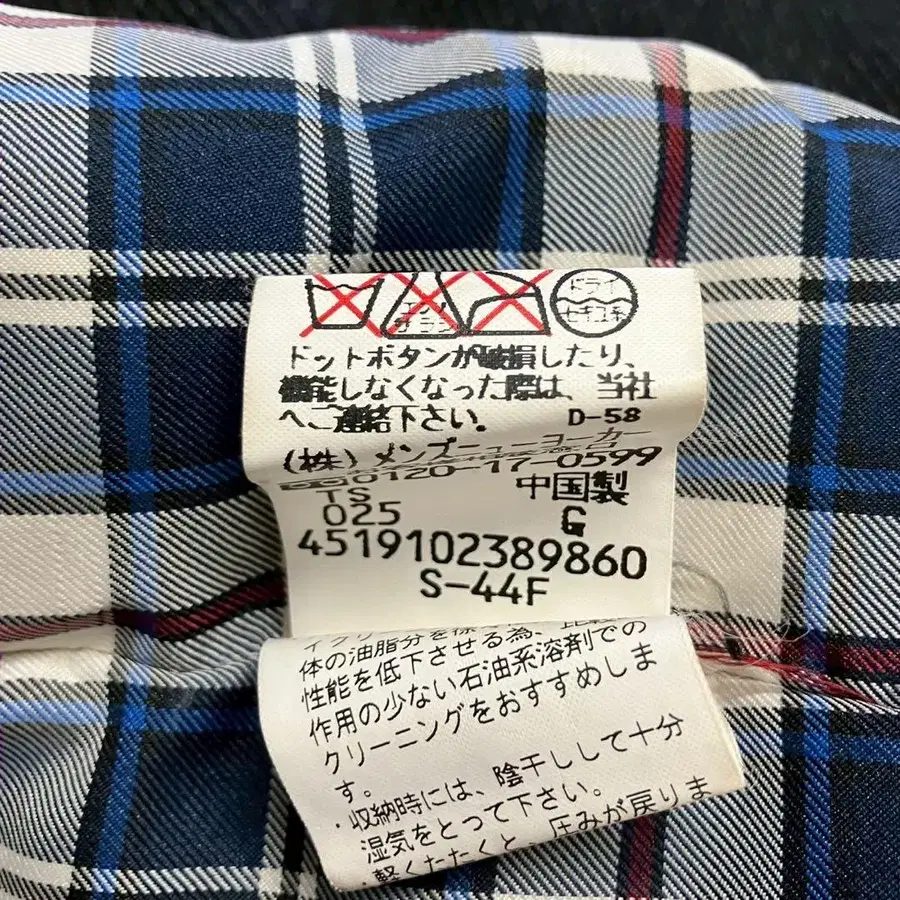 エンソ
サラシ
ドライ
セキユ系
ドットボタンが破損したり、
機能しなくなった際は、当社
へご連絡下さい。 D-58
(株)メンズニューヨーカー
0120-17-0599
TS 中国製
025 G
4519102389860
S-44F
体の油脂分を
性能を低下させる為、
作用の少ない石油系溶剤での
クリーニングをおすすめしま
す。
・収納時には、陰干しして十分
湿気をとって下さい。
・軽くたたくと、圧みが戻りま